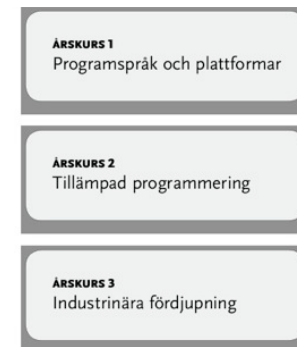 ÅRSKURS 1
Programspråk och plattformar
ÅRSKURS 2
Tillämpad programmering
ÅRSKURS 3
Industrinära fördjupning